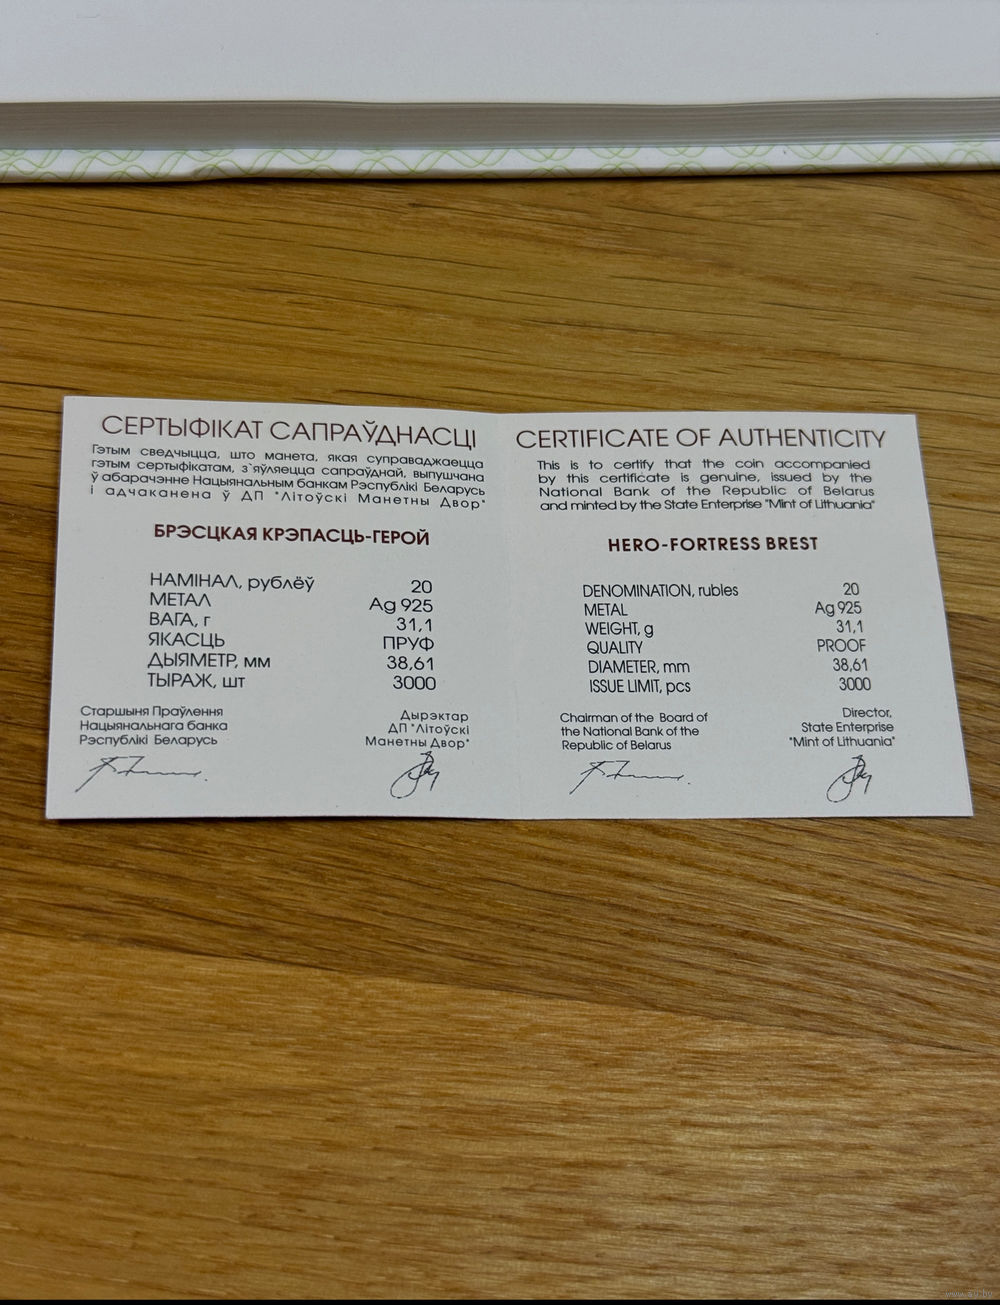 СЕРТЫФІКАТ САПРАЎДНАСЦІ
Гэтым сведчыцца, што манета, якая суправаджаецца
гэтым сертыфікатам, з`яўляецца сапраўднай, выпушчана
ў абарачэнне Нацыянальным банкам Рэспублікі Беларусь
і адчаканена ў ДП "Літоўскі Манетны Двор"
БРЭСЦКАЯ КРЭПАСЦЬ-ГЕРОЙ
НАМІНАЛ, рублёў 20
МЕТАЛ Ag 925
ВАГА, г 31,1
ЯКАСЦЬ ПРУФ
ДЫЯМЕТР, мм 38,61
ТЫРАЖ, шт 3000
Старшыня Праўлення
Нацыянальнага банка
Рэспублікі Беларусь
Дырэктар
ДП "Літоўскі
Манетны Двор"
CERTIFICATE OF AUTHENTICITY
This is to certify that the coin accompanied
by this certificate is genuine, issued by the
National Bank of the Republic of Belarus
and minted by the State Enterprise "Mint of Lithuania"
HERO-FORTRESS BREST
DENOMINATION, rubles 20
METAL Ag 925
WEIGHT, g 31,1
QUALITY PROOF
DIAMETER, mm 38,61
ISSUE LIMIT, pcs 3000
Chairman of the Board of
the National Bank of the
Republic of Belarus
Director,
State Enterprise
"Mint of Lithuania"
www.ay.by